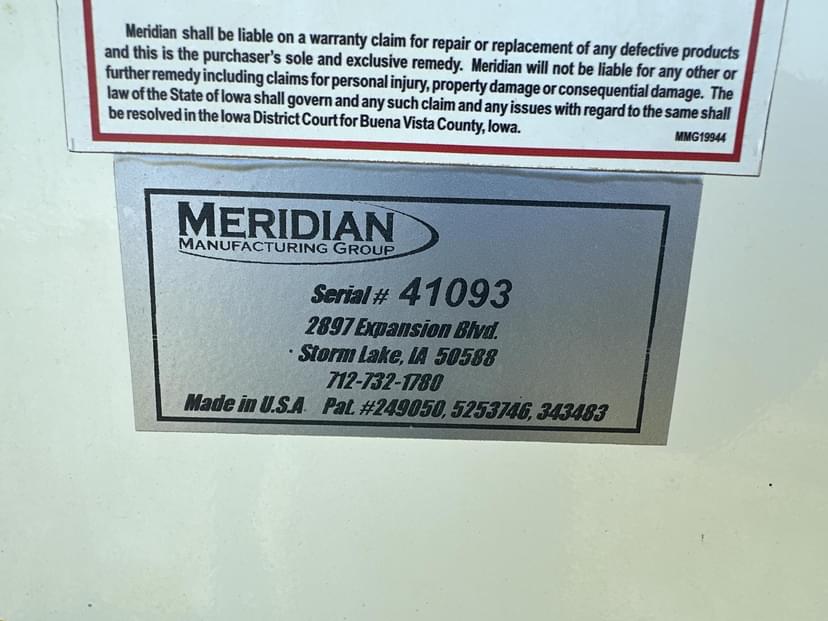 Meridian shall be liable on a warranty claim for repair or replacement of any defective products
and this is the purchaser's sole and exclusive remedy. Meridian will not be liable for any other or
further remedy including claims for personal injury, property damage or consequential damage. The
law of the State of Iowa shall govern and any such claim and any issues with regard to the same shall
be resolved in the Iowa District Court for Buena Vista County, Iowa.
MMG19944
MERIDIAN
MANUFACTURING GROUP
Serial # 41093
2897 Expansion Blvd.
Storm Lake, IA 50588
712-732-1780
Made in U.S.A. Pat. #249050, 5253746, 343483